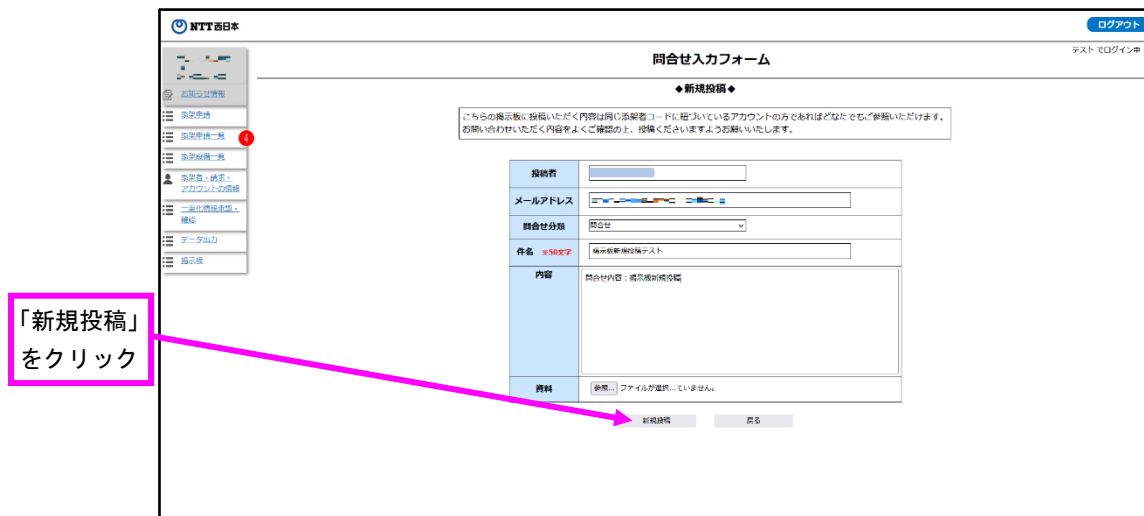 NTT西日本
ログアウト
テスト でログイン中
問合せ入力フォーム
◆新規投稿◆
お知らせ情報
添架申請
添架申請一覧
添架設備一覧
添架者・請求・
アカウントの情報
一束化情報承認・
確認
データ出力
掲示板
こちらの掲示板に投稿いただく内容は同じ添架者コードに紐づいているアカウントの方であればどなたでもご参照いただけます。
お問い合わせいただく内容をよくご確認の上、投稿くださいますようお願いいたします。
投稿者
メールアドレス
問合せ分類 問合せ
件名 ※50文字 掲示板新規投稿テスト
内容 問合せ内容：掲示板新規投稿
資料 参照... ファイルが選択...ていません。
新規投稿 戻る
「新規投稿」
をクリック